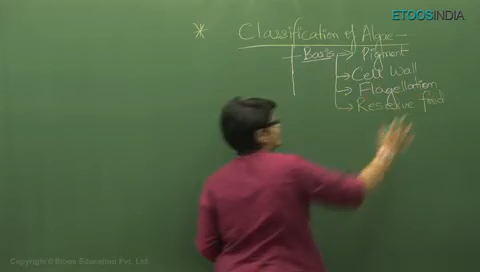 ETOOSINDIA
* Classification of Algae -
Basis → Pigment
→ Cell Wall
→ Flagellation
→ Reserve food
Copyright © Etoos Education Pvt. Ltd.